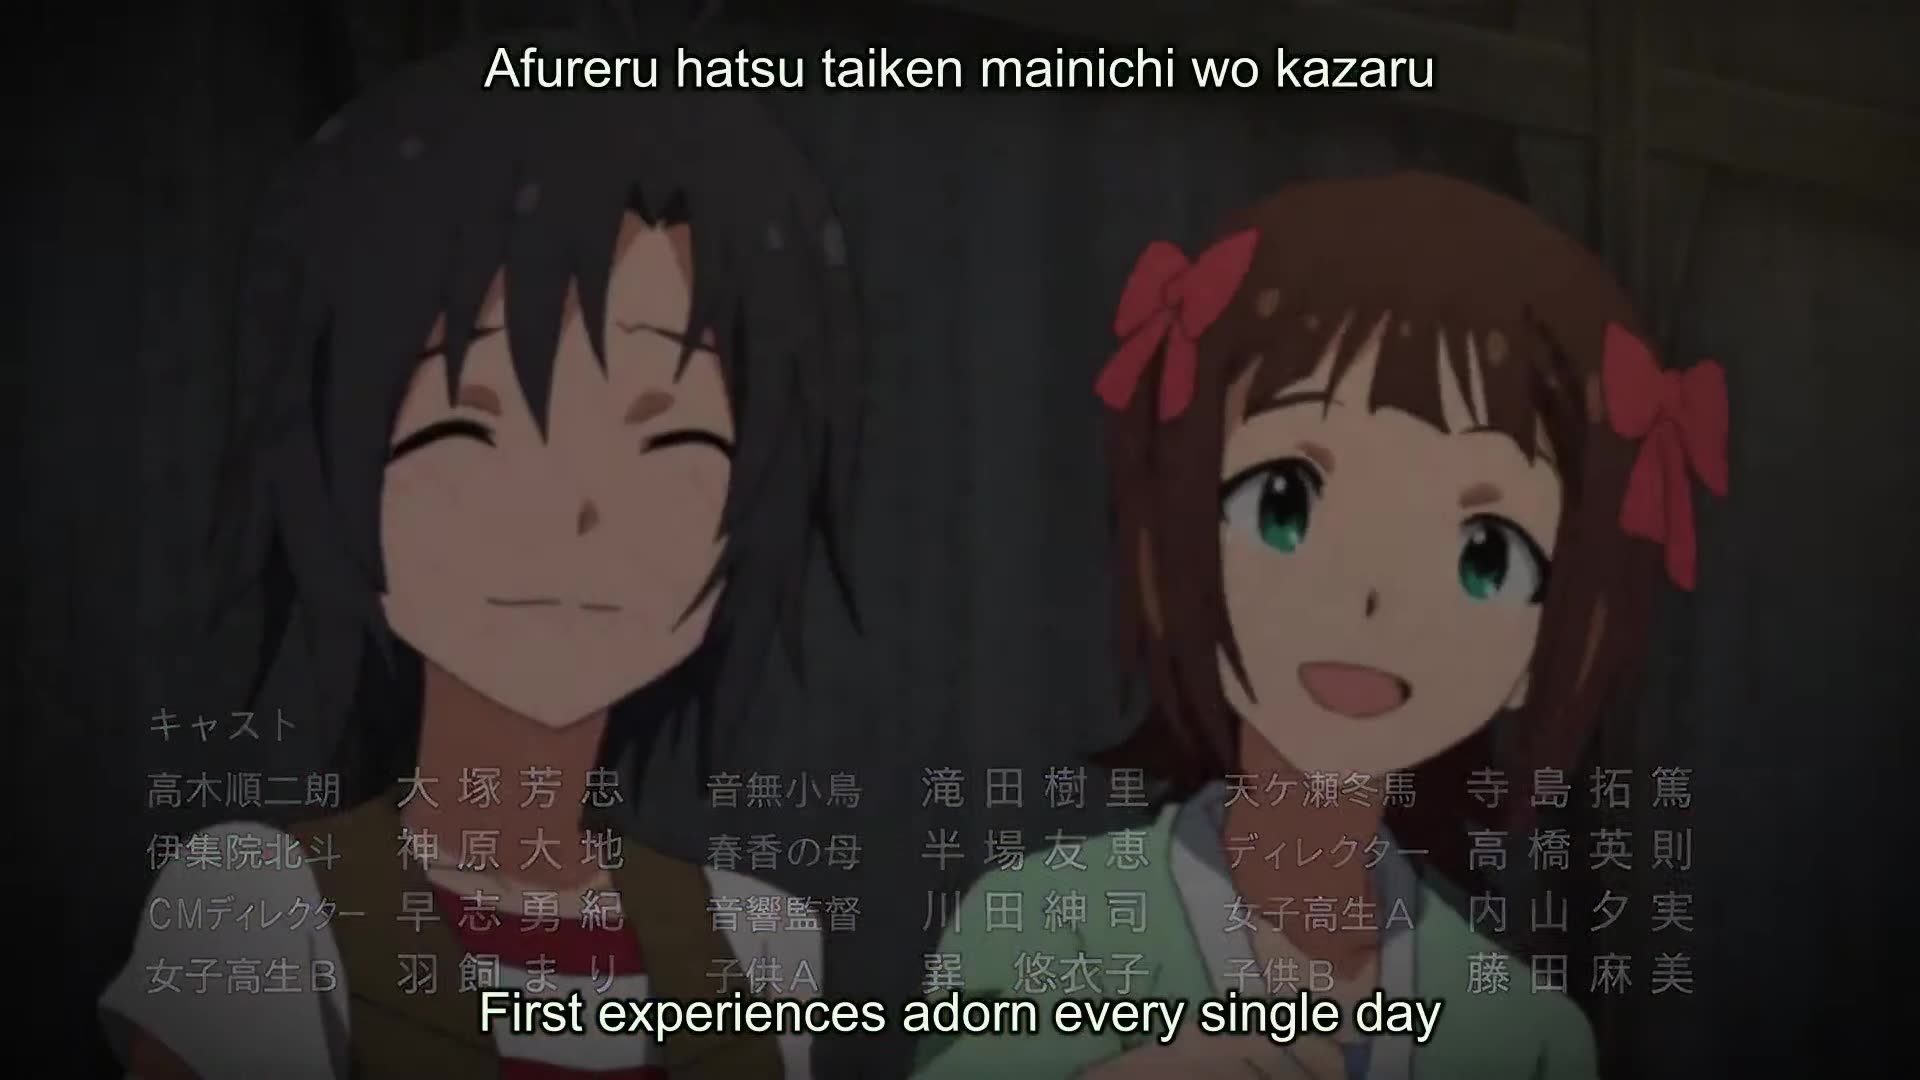 Afureru hatsu taiken mainichi wo kazaru
キャスト
高木順二朗 大塚芳忠 音無小鳥 滝田樹里 天ケ瀬冬馬 寺島拓篤
伊集院北斗 神原大地 春香の母 半場友恵 ディレクター 高橋英則
CMディレクター 早志勇紀 音響監督 川田紳司 女子高生A 内山夕実
女子高生B 羽飼まり 子供A 巽悠衣子 子供B 藤田麻美
First experiences adorn every single day